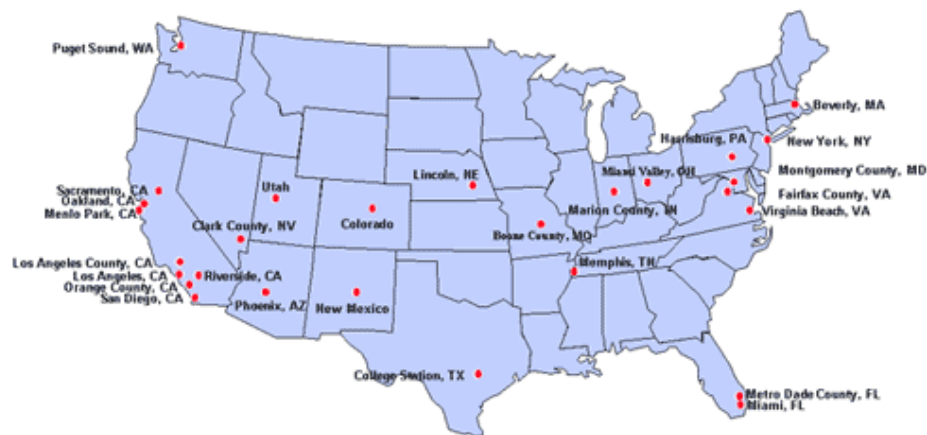 Puget Sound, WA
Beverly, MA
Harrisburg, PA
New York, NY
Lincoln, NE
Miami Valley, OH
Montgomery County, MD
Sacramento, CA
Utah
Fairfax County, VA
Oakland, CA
Menlo Park, CA
Colorado
Marion County, IN
Virginia Beach, VA
Clark County, NV
Boone County, MO
Los Angeles County, CA
Memphis, TN
Los Angeles, CA
Riverside, CA
Orange County, CA
San Diego, CA
Phoenix, AZ
New Mexico
College Station, TX
Metro Dade County, FL
Miami, FL